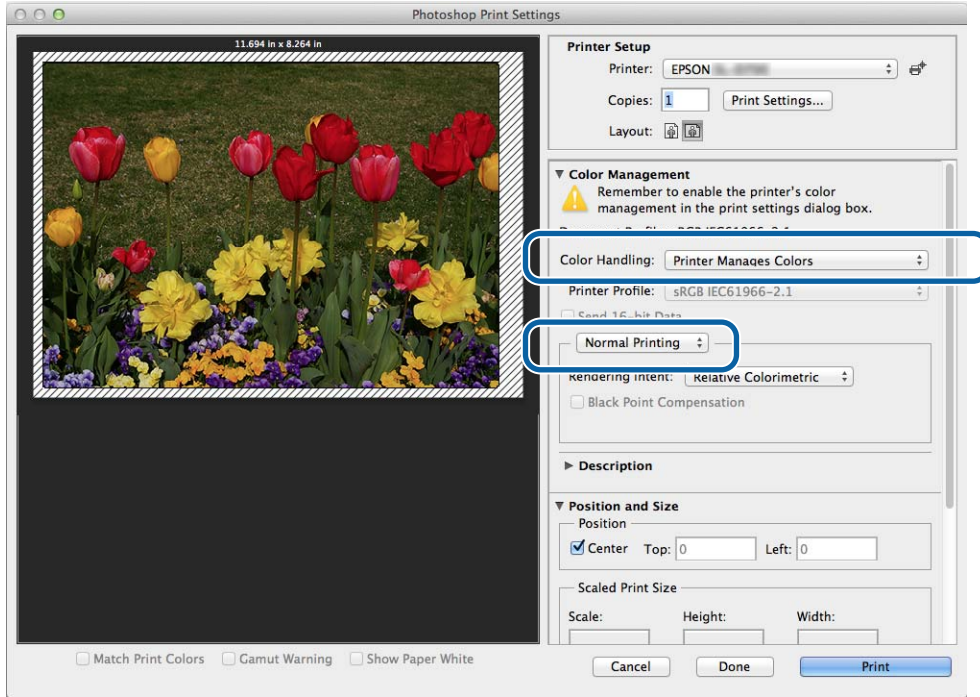 Photoshop Print Settings
11.694 in x 8.264 in
Printer Setup
Printer: EPSON
Copies: 1 Print Settings...
Layout:
Color Management
Remember to enable the printer's color
management in the print settings dialog box.
Color Handling: Printer Manages Colors
Printer Profile: sRGB IEC61966-2.1
Send 16-bit Data
Normal Printing
Rendering Intent: Relative Colorimetric
Black Point Compensation
Description
Position and Size
Position
Center Top: 0 Left: 0
Scaled Print Size
Scale: Height: Width:
Match Print Colors Gamut Warning Show Paper White
Cancel Done Print